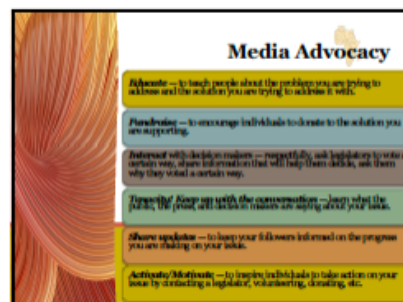 Media Advocacy
Educate — to teach people about the problem you are trying to
address and the solution you are trying to address it with.
Fundraise — to encourage individuals to donate to the solution you
are supporting.
Interact with decision makers — respectfully, ask legislators to vote a
certain way, share information that will help them decide, ask them
why they voted a certain way.
Tenacity! Keep up with the conversation — learn what the
public, the press, and decision makers are saying about your issue.
Share updates — to keep your followers informed on the progress
you are making on your issue.
Activate/Motivate — to inspire individuals to take action on your
issue by contacting a legislator, volunteering, donating, etc.